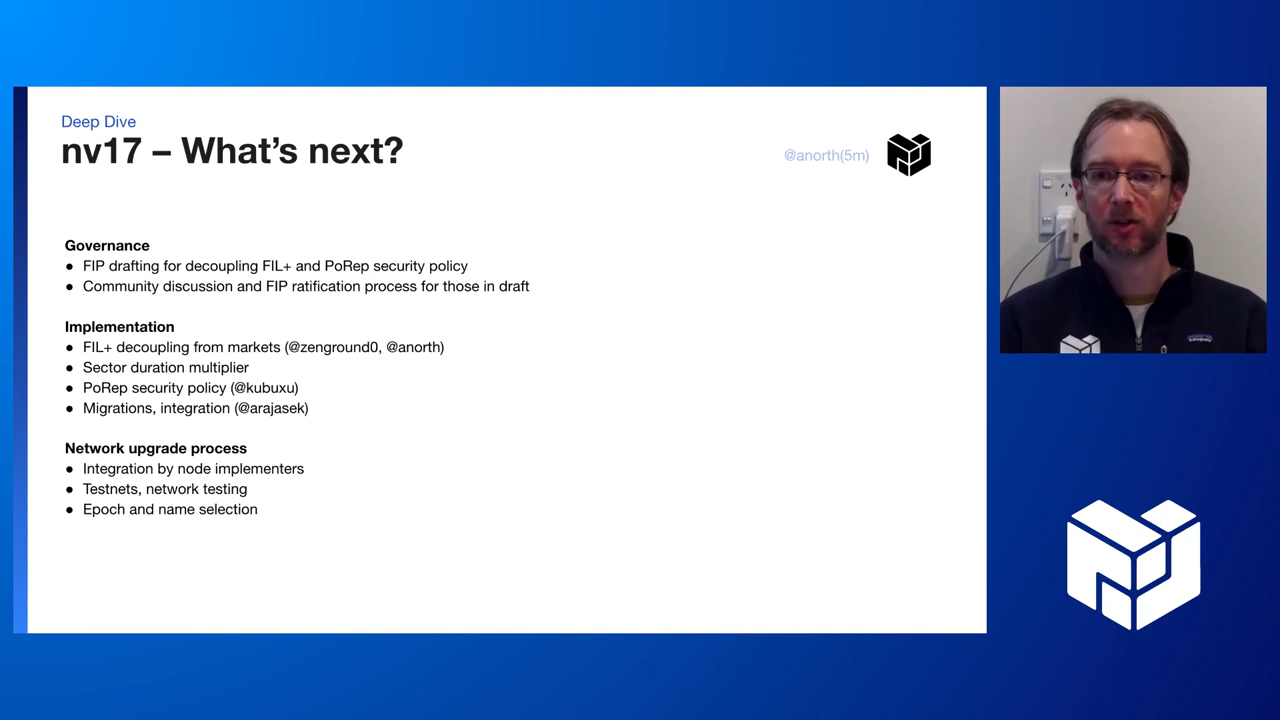 Deep Dive
nv17 – What's next?
@anorth(5m)
Governance
● FIP drafting for decoupling FIL+ and PoRep security policy
● Community discussion and FIP ratification process for those in draft
Implementation
● FIL+ decoupling from markets (@zenground0, @anorth)
● Sector duration multiplier
● PoRep security policy (@kubuxu)
● Migrations, integration (@arajasek)
Network upgrade process
● Integration by node implementers
● Testnets, network testing
● Epoch and name selection